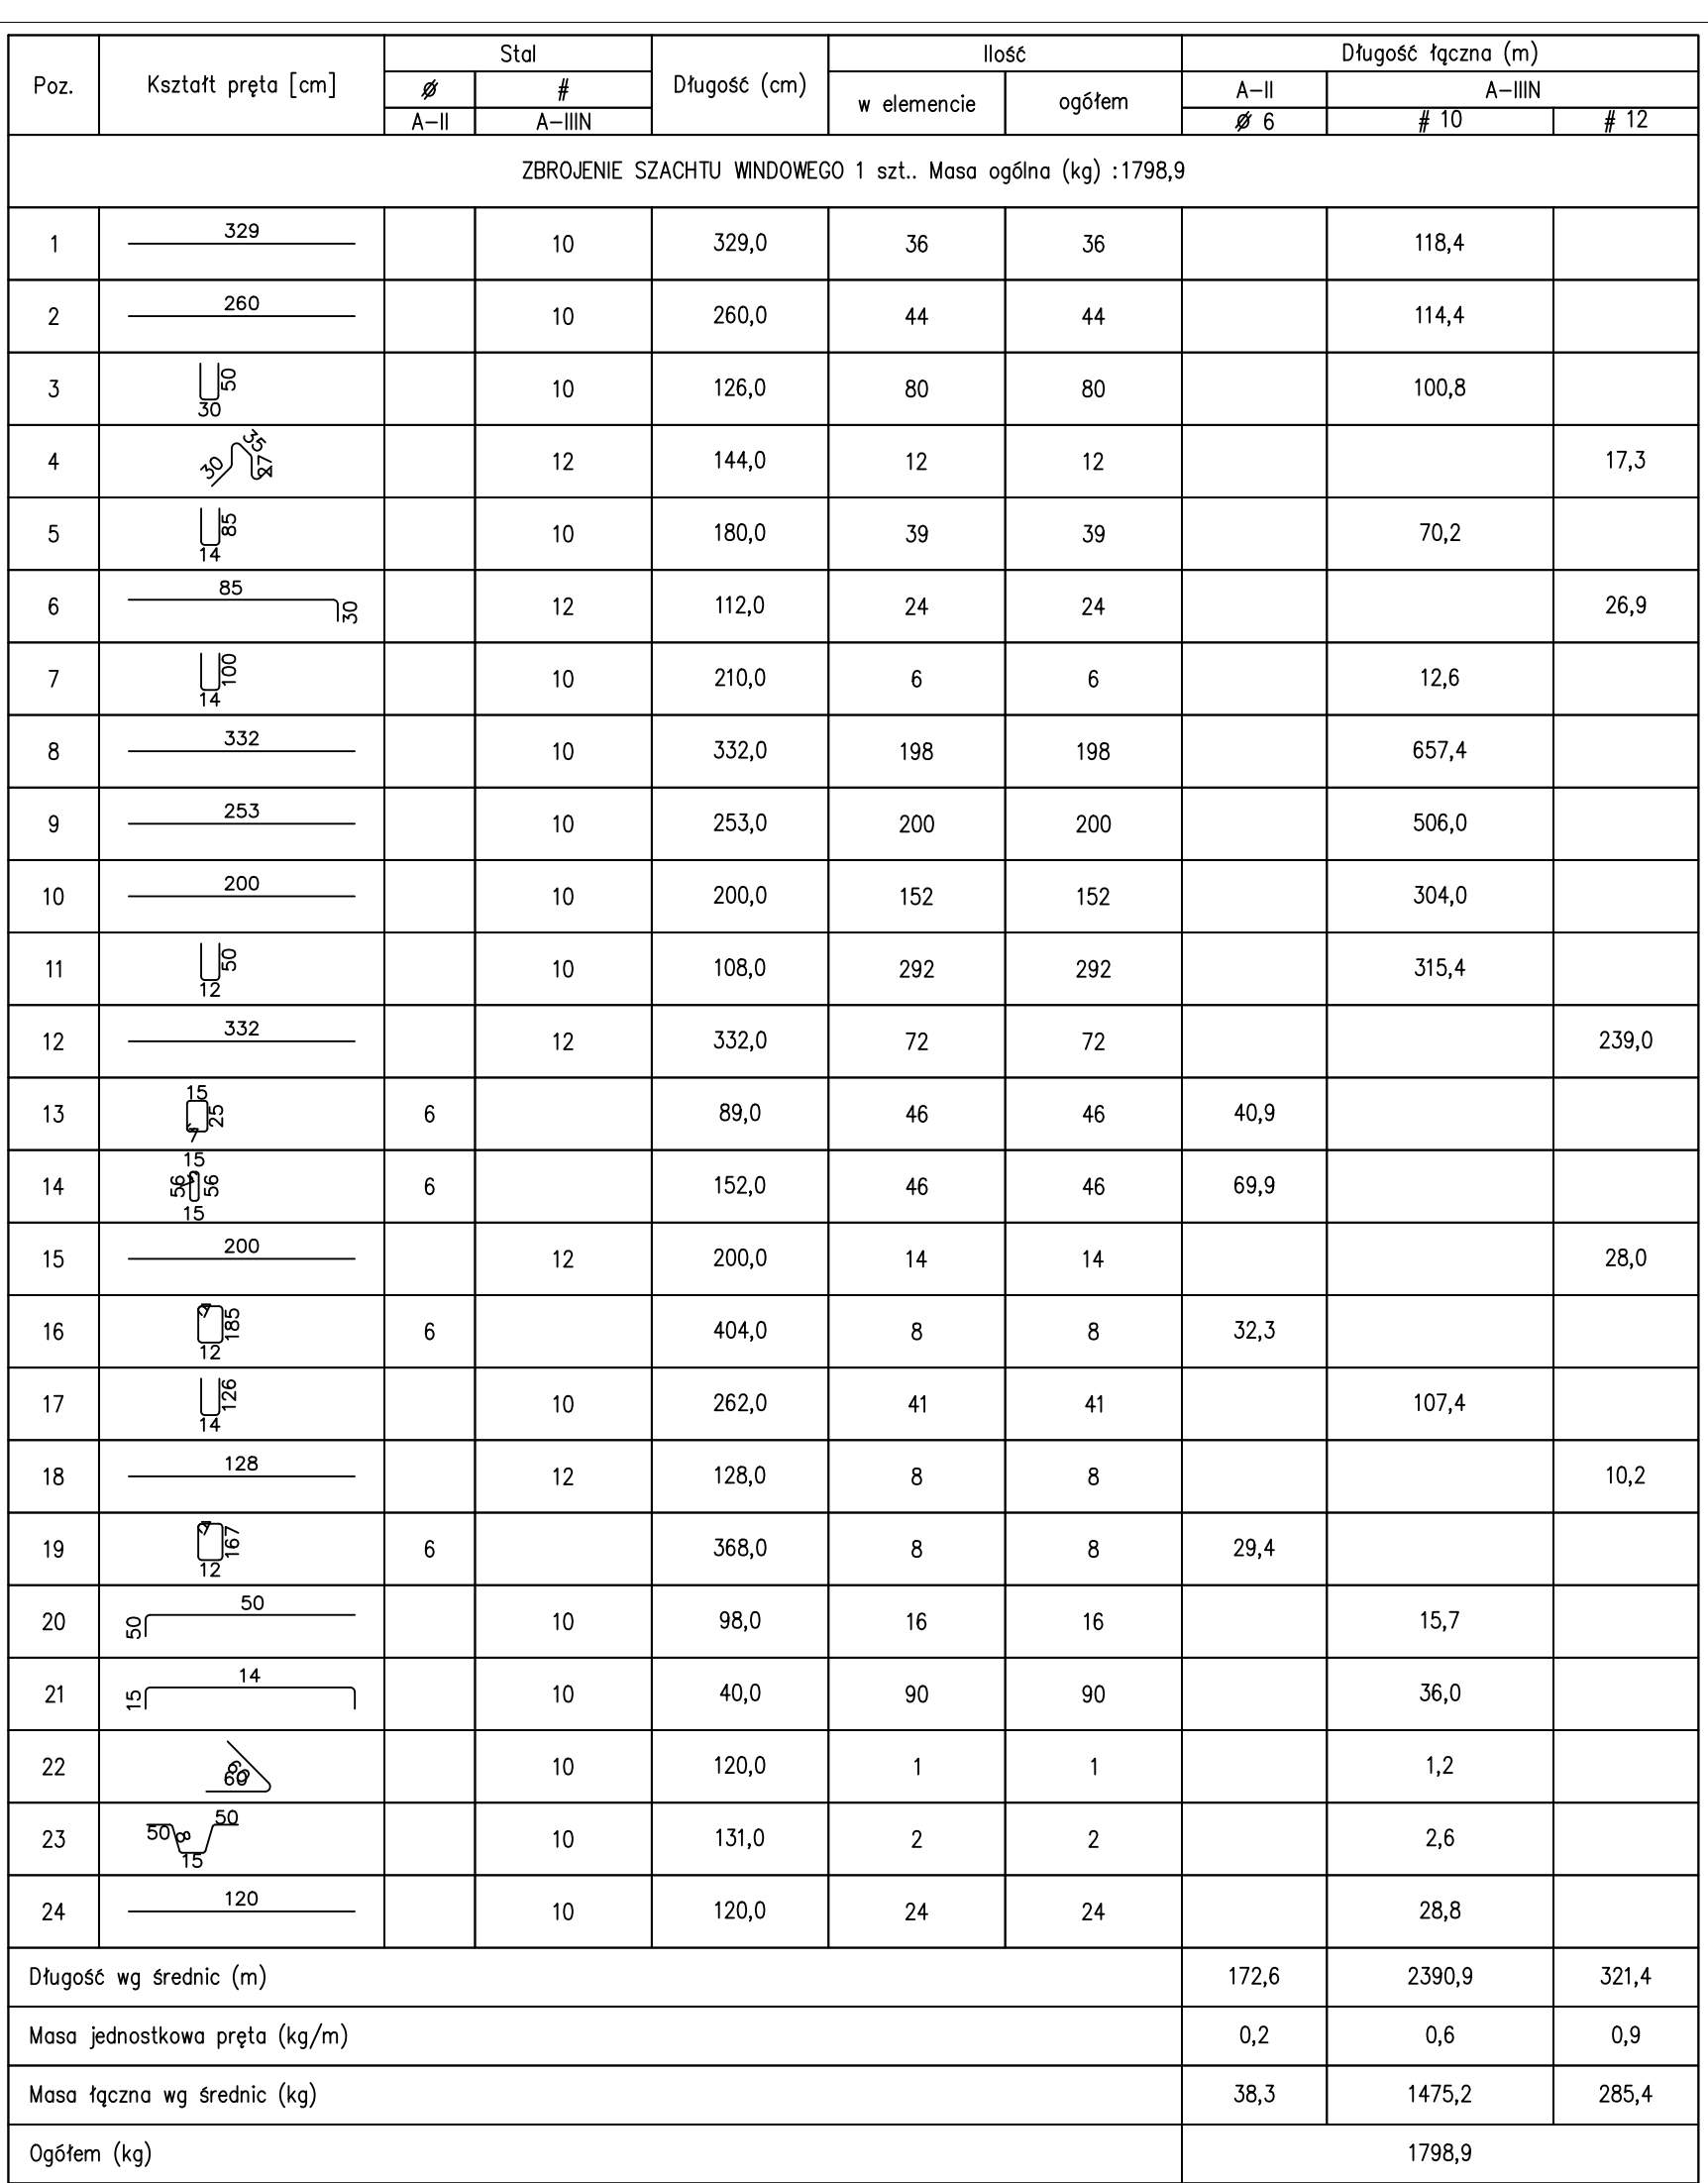 Poz. Kształt pręta [cm] Stal Długość (cm) Ilość Długość łączna (m)
ø # w elemencie ogółem A-II A-IIIN
A-II A-IIIN ø 6 # 10 # 12
ZBROJENIE SZACHTU WINDOWEGO 1 szt.. Masa ogólna (kg) :1798,9
1 329 10 329,0 36 36 118,4
2 260 10 260,0 44 44 114,4
3 50 30 10 126,0 80 80 100,8
4 30 35 12 144,0 12 12 17,3
5 85 14 10 180,0 39 39 70,2
6 85 30 12 112,0 24 24 26,9
7 100 14 10 210,0 6 6 12,6
8 332 10 332,0 198 198 657,4
9 253 10 253,0 200 200 506,0
10 200 10 200,0 152 152 304,0
11 50 12 10 108,0 292 292 315,4
12 332 12 332,0 72 72 239,0
13 15 25 7 6 89,0 46 46 40,9
14 15 56 56 15 6 152,0 46 46 69,9
15 200 12 200,0 14 14 28,0
16 7 185 12 6 404,0 8 8 32,3
17 126 14 10 262,0 41 41 107,4
18 128 12 128,0 8 8 10,2
19 7 167 12 6 368,0 8 8 29,4
20 50 50 10 98,0 16 16 15,7
21 15 14 10 40,0 90 90 36,0
22 60 60 10 120,0 1 1 1,2
23 50 8 15 50 10 131,0 2 2 2,6
24 120 10 120,0 24 24 28,8
Długość wg średnic (m) 172,6 2390,9 321,4
Masa jednostkowa pręta (kg/m) 0,2 0,6 0,9
Masa łączna wg średnic (kg) 38,3 1475,2 285,4
Ogółem (kg) 1798,9